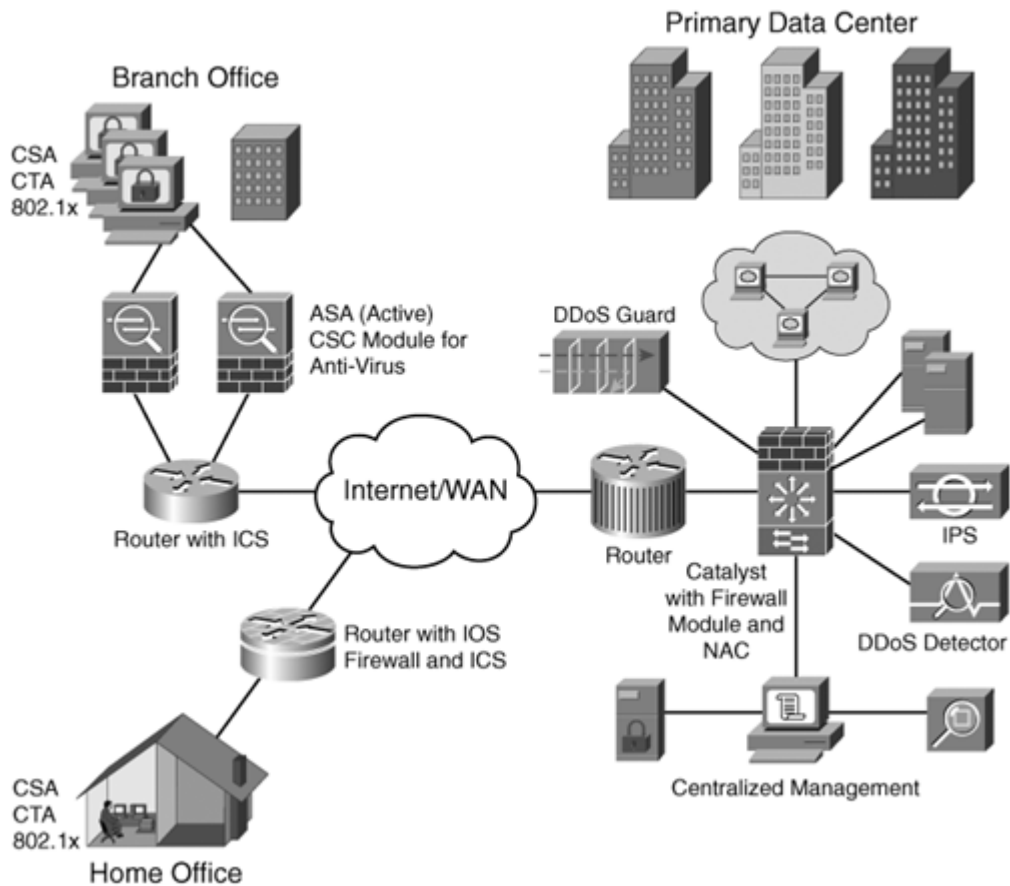 Primary Data Center
Branch Office
CSA
CTA
802.1x
ASA (Active)
CSC Module for
Anti-Virus
DDoS Guard
Internet/WAN
Router with ICS
Router
IPS
Catalyst
with Firewall
Module and
NAC
DDoS Detector
Router with IOS
Firewall and ICS
Centralized Management
CSA
CTA
802.1x
Home Office